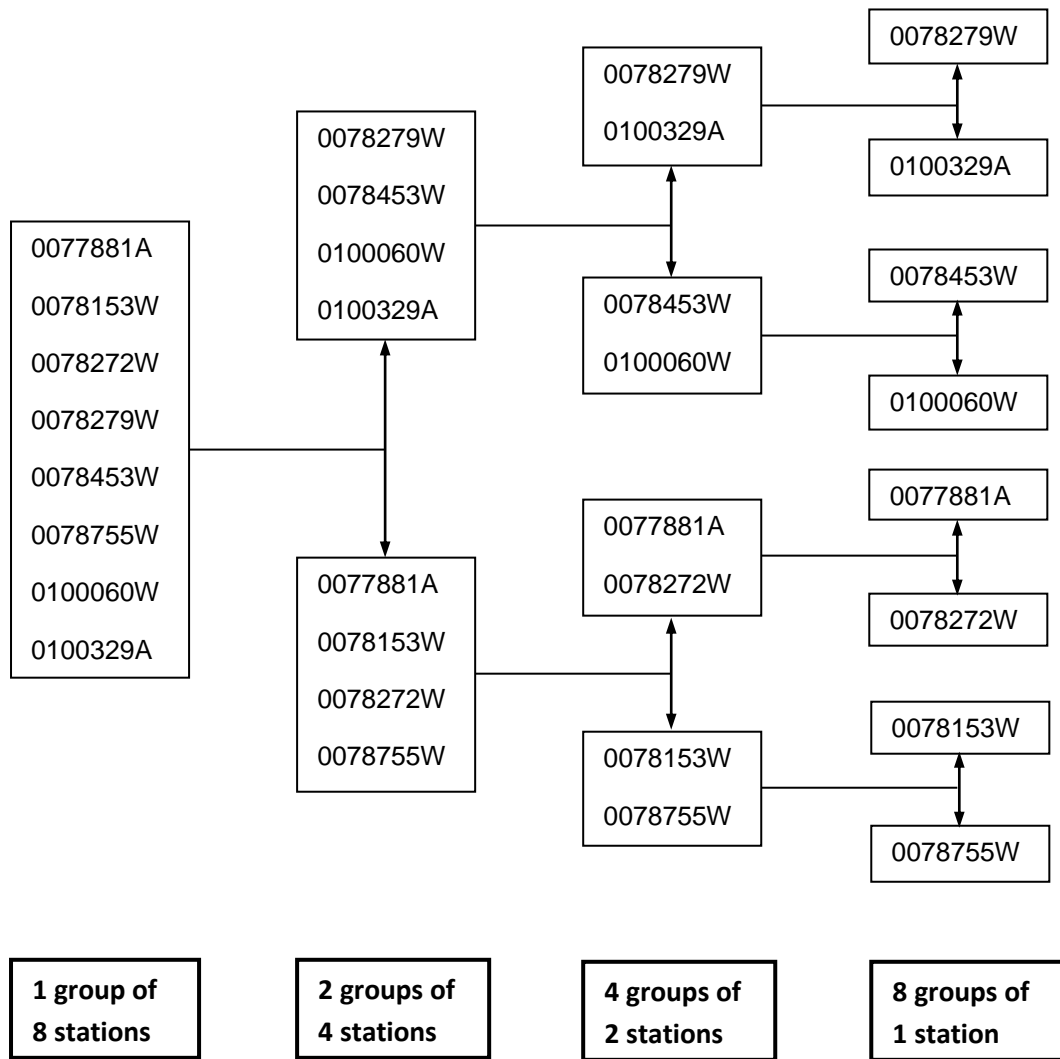 0077881A
0078153W
0078272W
0078279W
0078453W
0078755W
0100060W
0100329A
0078279W
0078453W
0100060W
0100329A
0077881A
0078153W
0078272W
0078755W
0078279W
0100329A
0078453W
0100060W
0077881A
0078272W
0078153W
0078755W
0078279W
0100329A
0078453W
0100060W
0077881A
0078272W
0078153W
0078755W
1 group of
8 stations
2 groups of
4 stations
4 groups of
2 stations
8 groups of
1 station